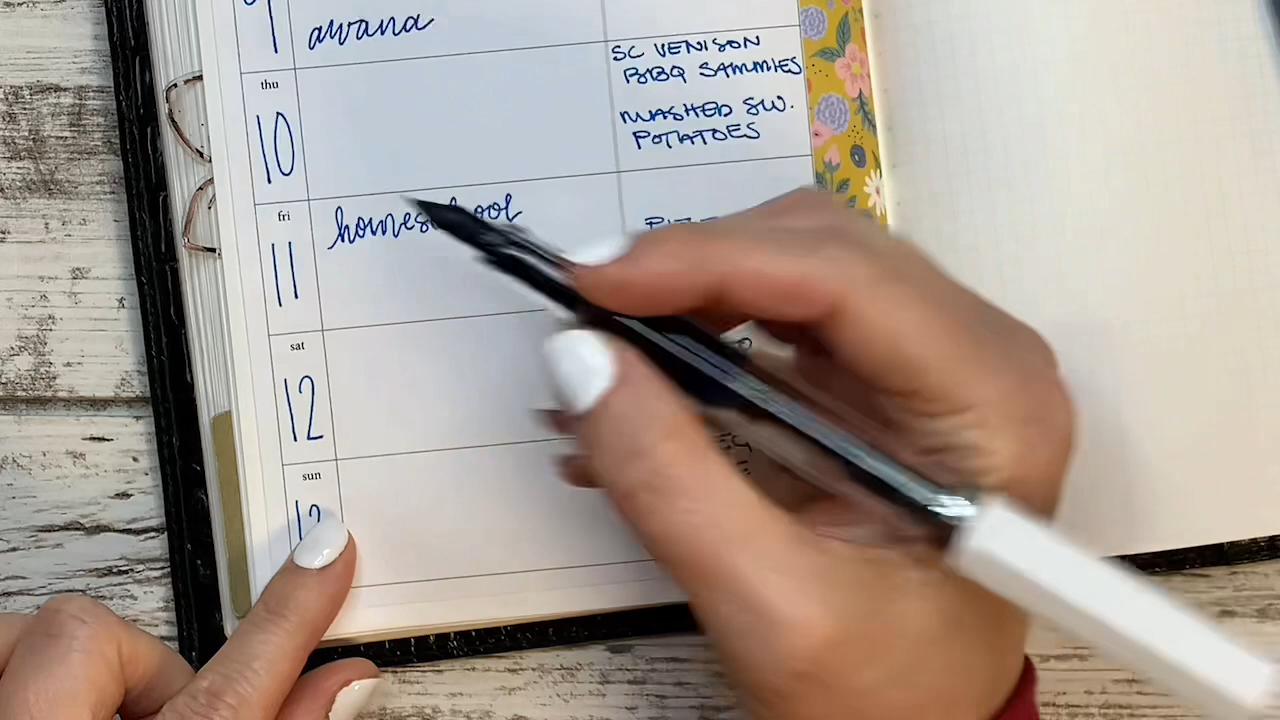 awana
SC VENISON
BBQ SAMMIES
thu
10
MASHED SW.
POTATOES
fri
11
sat
12
sun